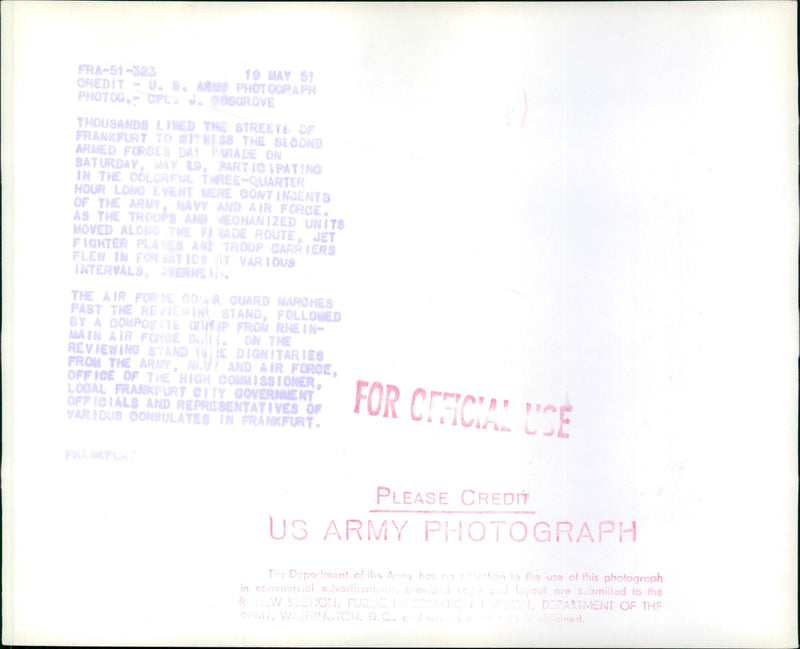 FRA-51-323 19 MAY 51
CREDIT - U. S. ARMY PHOTOGRAPH
PHOTOG.- CPL. J. COSGROVE
THOUSANDS LINED THE STREETS OF
FRANKFURT TO WITNESS THE SECOND
ARMED FORCES DAY PARADE ON
SATURDAY, MAY 19. PARTICIPATING
IN THE COLORFUL THREE-QUARTER
HOUR LONG EVENT WERE CONTINGENTS
OF THE ARMY, NAVY AND AIR FORCE.
AS THE TROOPS AND MECHANIZED UNITS
MOVED ALONG THE PARADE ROUTE, JET
FIGHTER PLANES AND TROOP CARRIERS
FLEW IN FORMATION AT VARIOUS
INTERVALS, OVERHEAD.
THE AIR FORCE COLOR GUARD MARCHES
PAST THE REVIEWING STAND, FOLLOWED
BY A COMPOSITE GROUP FROM RHEIN-
MAIN AIR FORCE BASE. ON THE
REVIEWING STAND WERE DIGNITARIES
FROM THE ARMY, NAVY AND AIR FORCE,
OFFICE OF THE HIGH COMMISSIONER,
LOCAL FRANKFURT CITY GOVERNMENT
OFFICIALS AND REPRESENTATIVES OF
VARIOUS CONSULATES IN FRANKFURT.
FRANKFURT
FOR OFFICIAL USE
PLEASE CREDIT
US ARMY PHOTOGRAPH
The Department of the Army has no objection to the use of this photograph
in commercial advertisements, provided copy and layout are submitted to the
REVIEW SECTION, PUBLIC INFORMATION DIVISION, DEPARTMENT OF THE
ARMY, WASHINGTON, D. C., and is obtained.